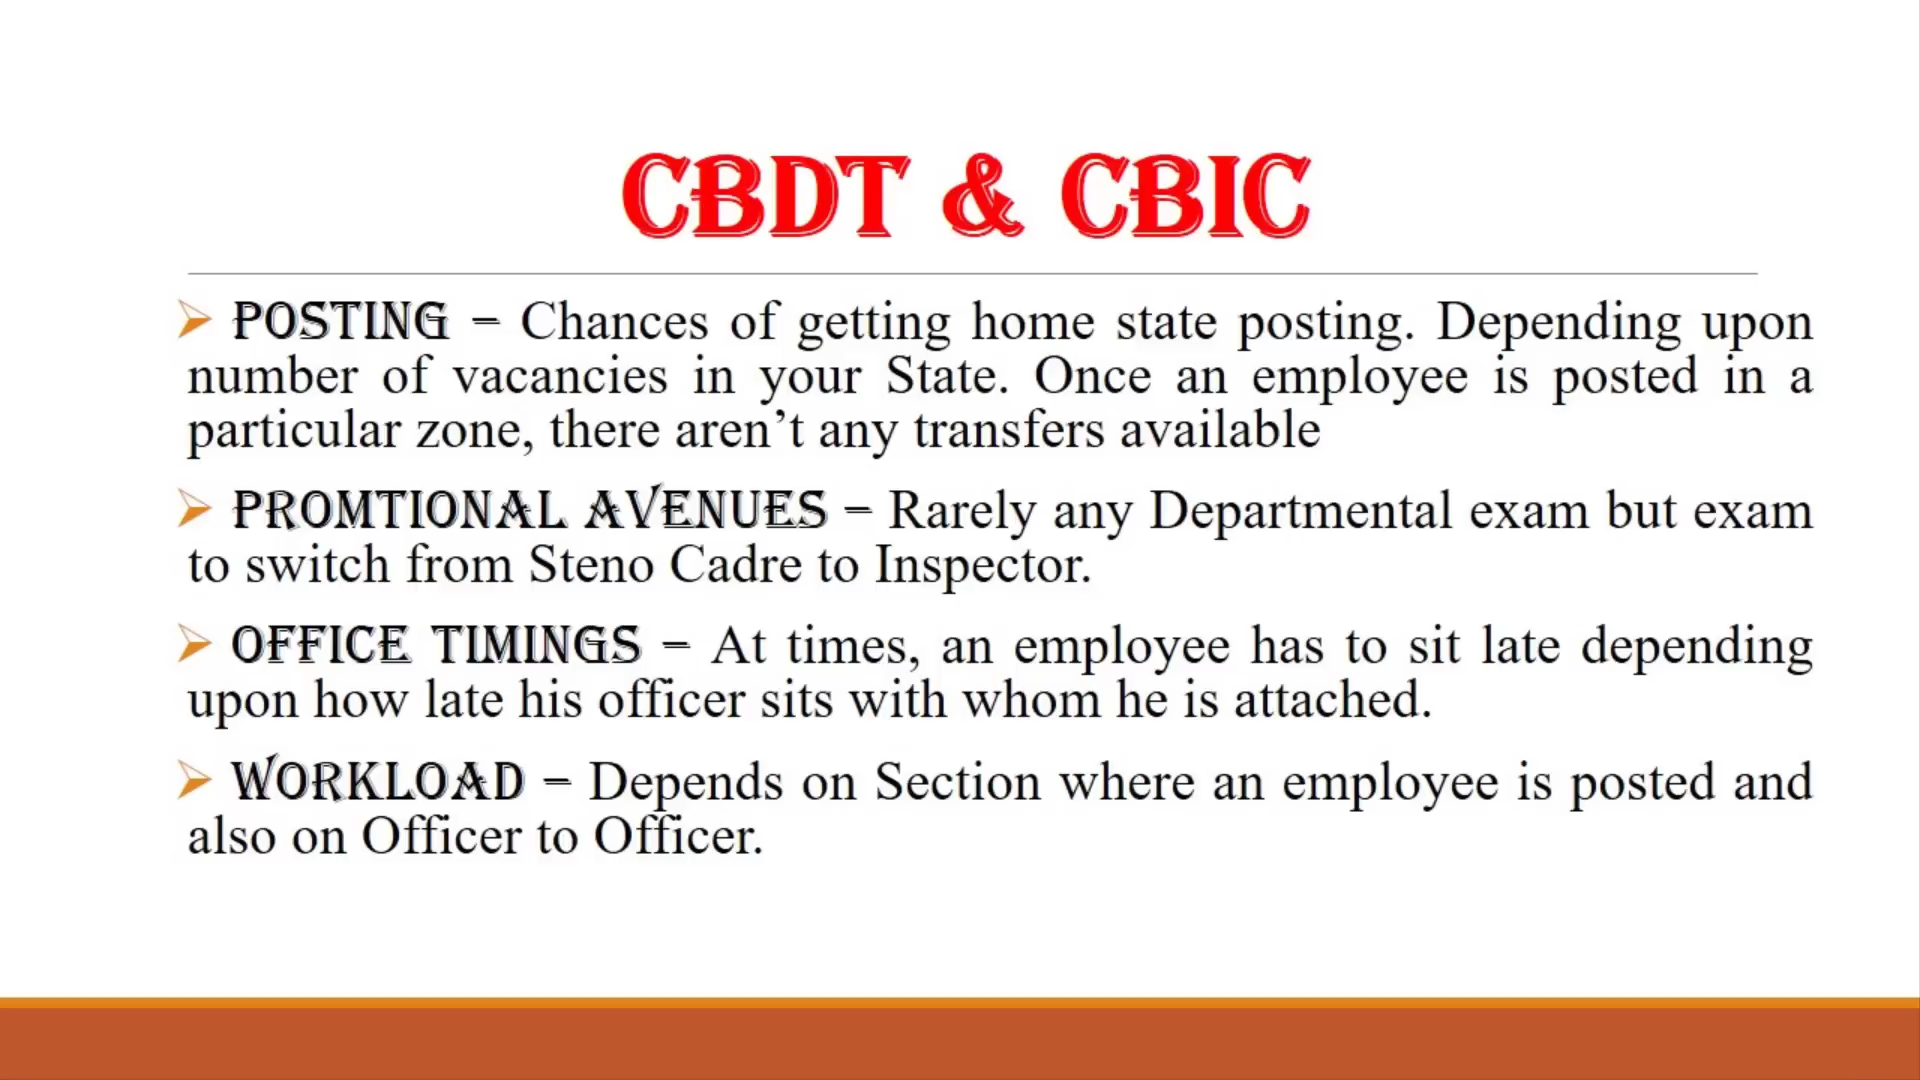 CBDT & CBIC
POSTING – Chances of getting home state posting. Depending upon
number of vacancies in your State. Once an employee is posted in a
particular zone, there aren’t any transfers available
PROMTIONAL AVENUES – Rarely any Departmental exam but exam
to switch from Steno Cadre to Inspector.
OFFICE TIMINGS – At times, an employee has to sit late depending
upon how late his officer sits with whom he is attached.
WORKLOAD – Depends on Section where an employee is posted and
also on Officer to Officer.